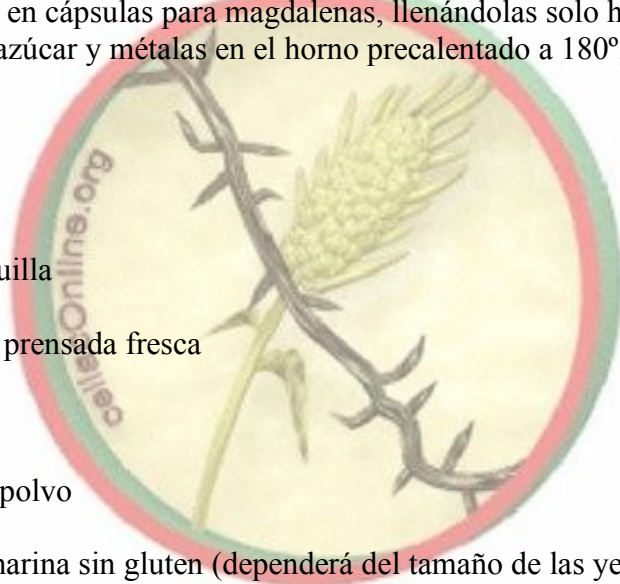 en cápsulas para magdalenas, llenándolas solo h
azúcar y métalas en el horno precalentado a 180º
celiacOnline.org
uilla
prensada fresca
polvo
harina sin gluten (dependerá del tamaño de las ye